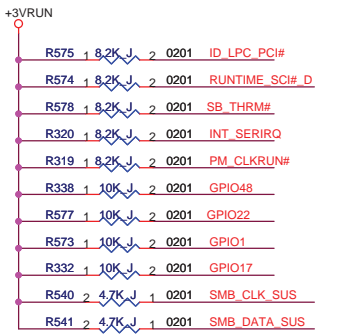 +3VRUN
R575 1 8.2K_J 2 0201 ID_LPC_PCI#
R574 1 8.2K_J 2 0201 RUNTIME_SCI#_D
R578 1 8.2K_J 2 0201 SB_THRM#
R320 1 8.2K_J 2 0201 INT_SERIRQ
R319 1 8.2K_J 2 0201 PM_CLKRUN#
R338 1 10K_J 2 0201 GPIO48
R577 1 10K_J 2 0201 GPIO22
R573 1 10K_J 2 0201 GPIO1
R332 1 10K_J 2 0201 GPIO17
R540 2 4.7K_J 1 0201 SMB_CLK_SUS
R541 2 4.7K_J 1 0201 SMB_DATA_SUS